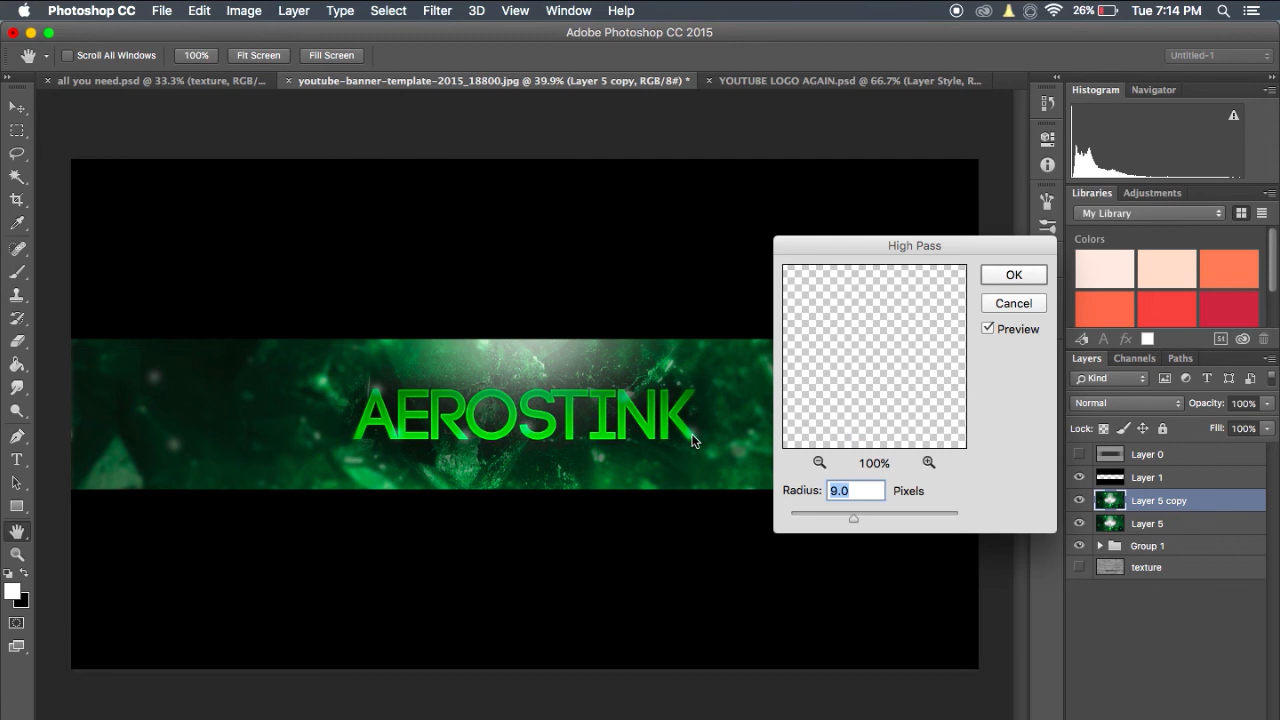 Photoshop CC File Edit Image Layer Type Select Filter 3D View Window Help 26% Tue 7:14 PM
Adobe Photoshop CC 2015
Scroll All Windows 100% Fit Screen Fill Screen Untitled-1
all you need.psd @ 33.3% (texture, RGB/... youtube-banner-template-2015_18800.jpg @ 39.9% (Layer 5 copy, RGB/8#) * YOUTUBE LOGO AGAIN.psd @ 66.7% (Layer Style, R...
Histogram Navigator
Libraries Adjustments
My Library
Colors
High Pass
OK
Cancel
Preview
100%
Radius: 9.0 Pixels
AEROSTINK
Layers Channels Paths
Kind
Normal Opacity: 100%
Lock: Fill: 100%
Layer 0
Layer 1
Layer 5 copy
Layer 5
Group 1
texture